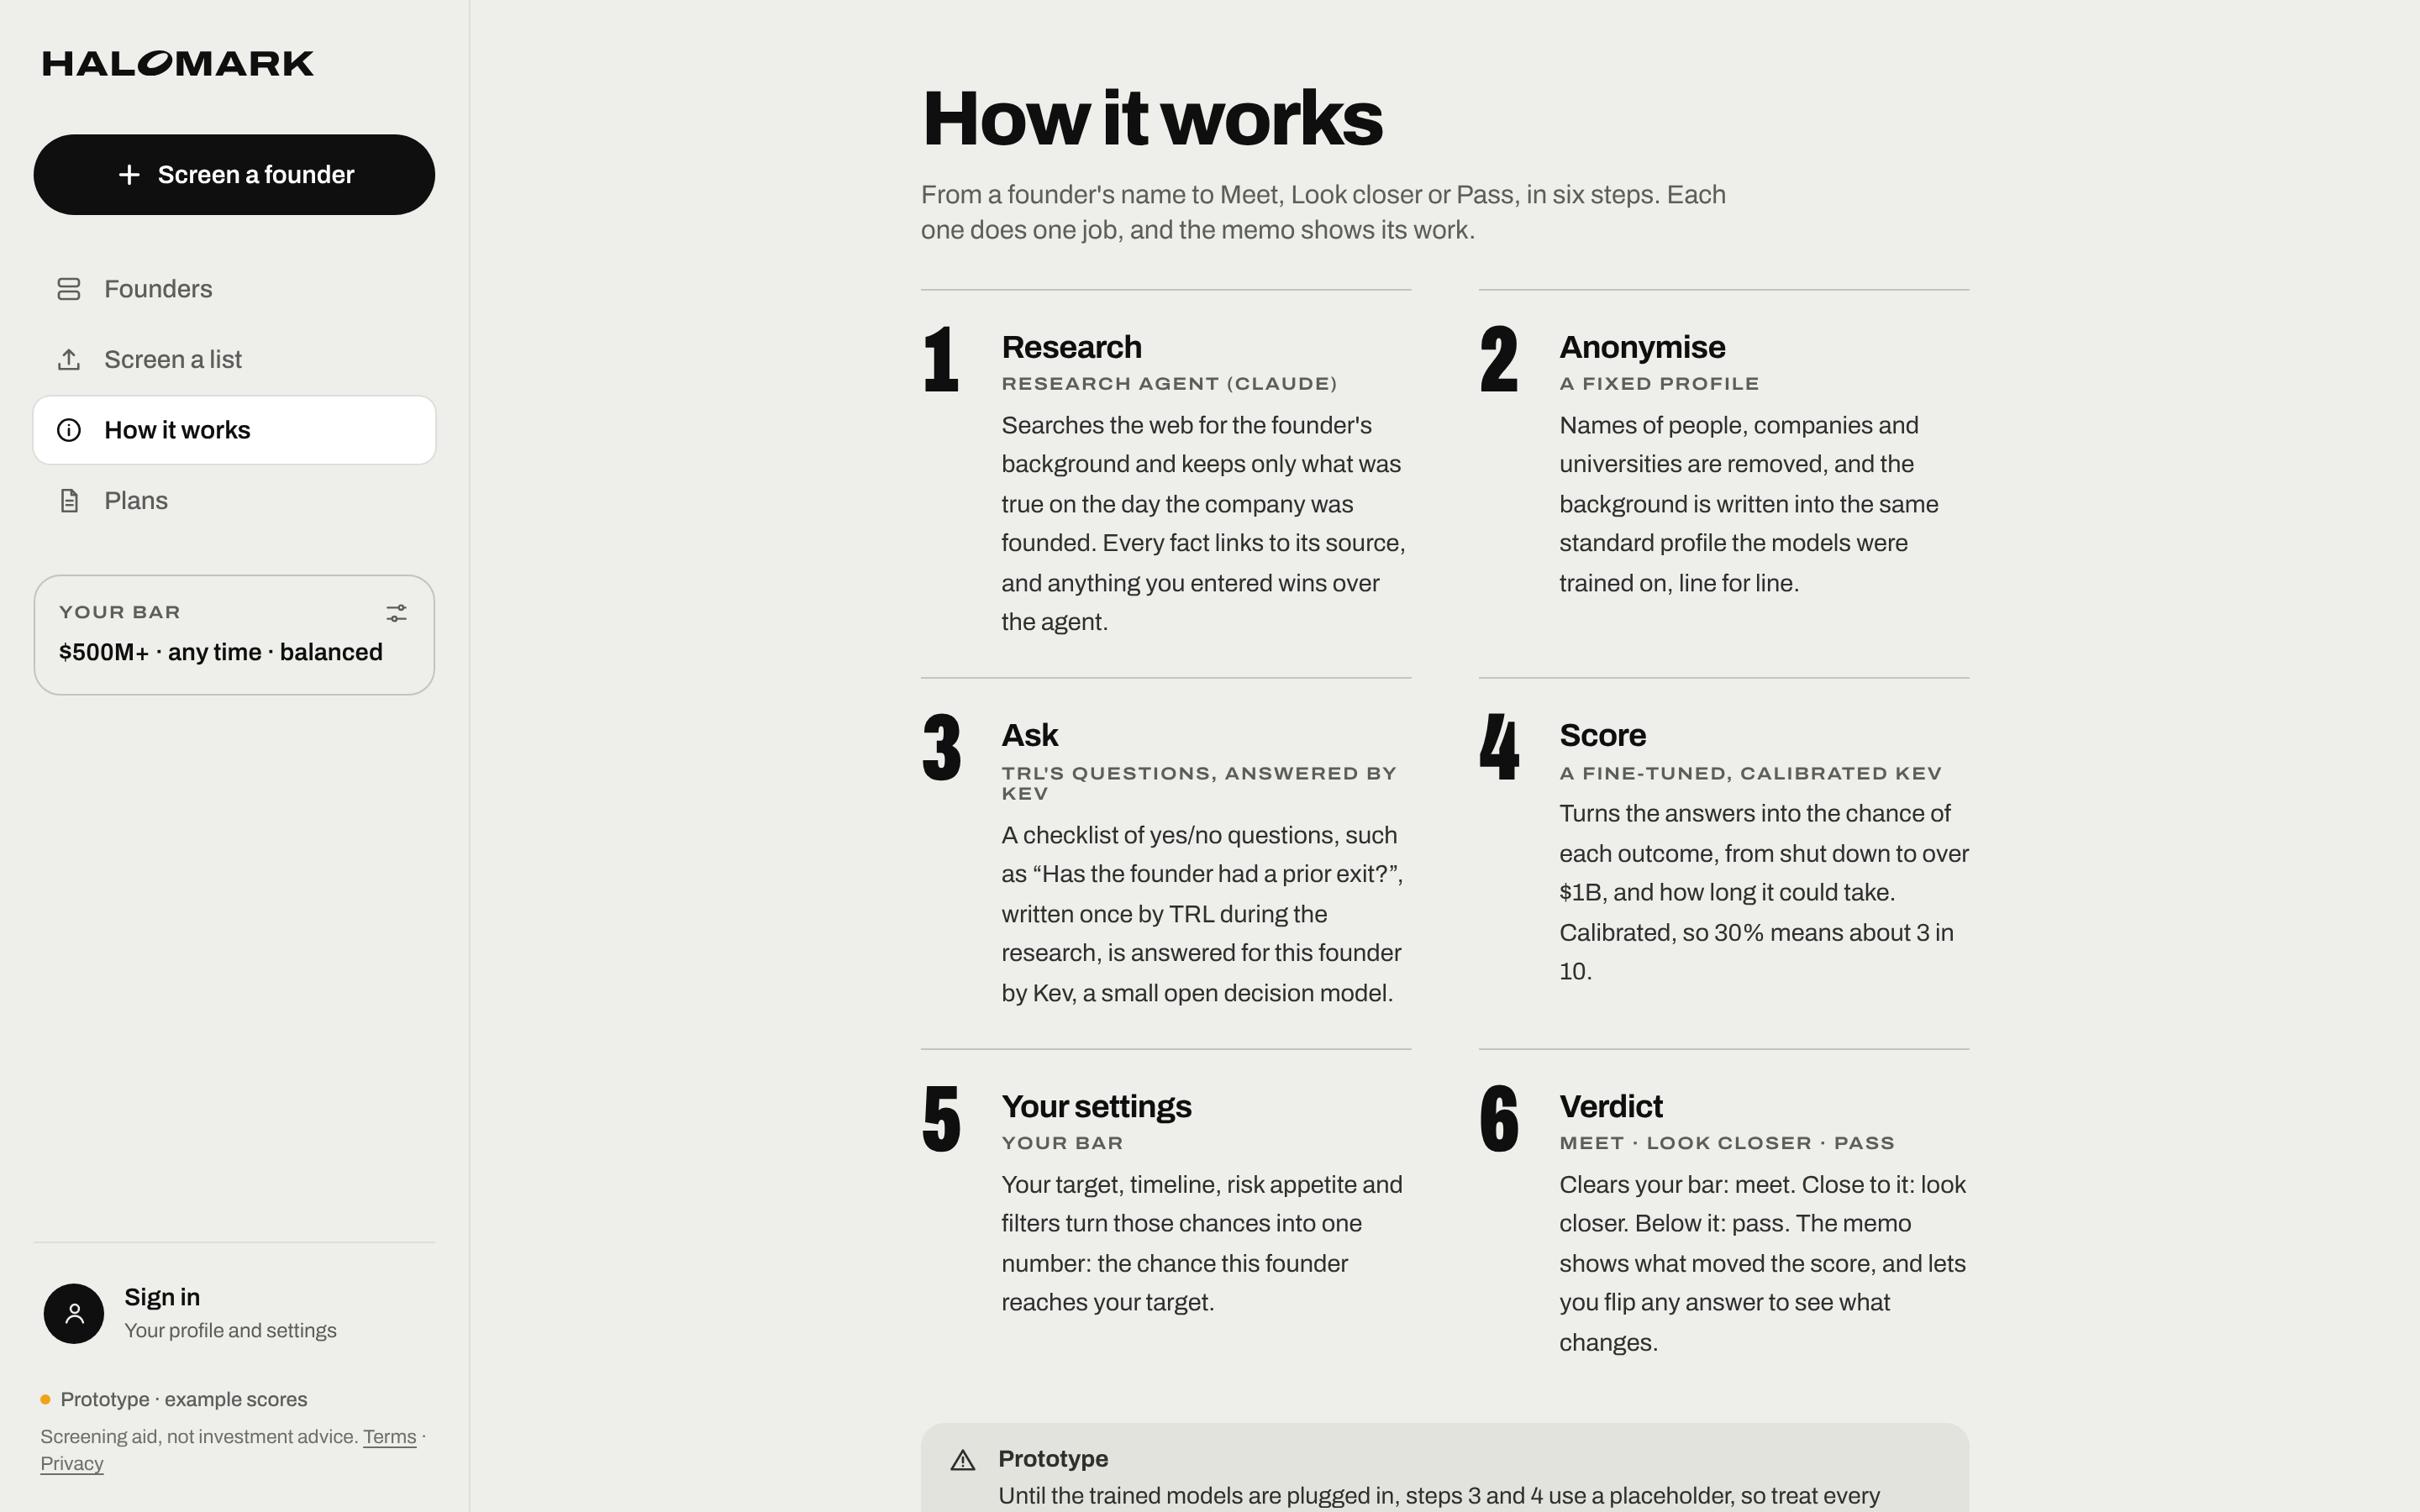 HALOMARK
Screen a founder
Founders
Screen a list
How it works
Plans
YOUR BAR
$500M+ · any time · balanced
Sign in
Your profile and settings
Prototype · example scores
Screening aid, not investment advice. Terms ·
Privacy
How it works
From a founder's name to Meet, Look closer or Pass, in six steps. Each
one does one job, and the memo shows its work.
1
Research
RESEARCH AGENT (CLAUDE)
Searches the web for the founder's
background and keeps only what was
true on the day the company was
founded. Every fact links to its source,
and anything you entered wins over
the agent.
2
Anonymise
A FIXED PROFILE
Names of people, companies and
universities are removed, and the
background is written into the same
standard profile the models were
trained on, line for line.
3
Ask
TRL'S QUESTIONS, ANSWERED BY
KEV
A checklist of yes/no questions, such
as “Has the founder had a prior exit?”,
written once by TRL during the
research, is answered for this founder
by Kev, a small open decision model.
4
Score
A FINE-TUNED, CALIBRATED KEV
Turns the answers into the chance of
each outcome, from shut down to over
$1B, and how long it could take.
Calibrated, so 30% means about 3 in
10.
5
Your settings
YOUR BAR
Your target, timeline, risk appetite and
filters turn those chances into one
number: the chance this founder
reaches your target.
6
Verdict
MEET · LOOK CLOSER · PASS
Clears your bar: meet. Close to it: look
closer. Below it: pass. The memo
shows what moved the score, and lets
you flip any answer to see what
changes.
Prototype
Until the trained models are plugged in, steps 3 and 4 use a placeholder, so treat every